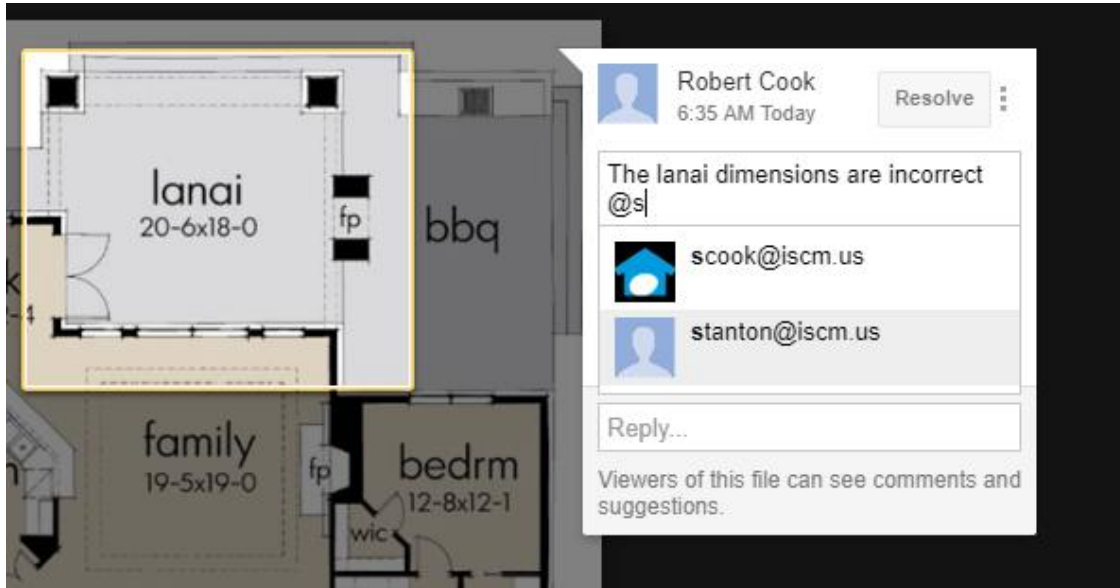 lanai
20-6x18-0
fp
bbq
k
-4
family
19-5x19-0
fp
bedrm
12-8x12-1
wic
Robert Cook
6:35 AM Today
Resolve
The lanai dimensions are incorrect
@s
scook@iscm.us
stanton@iscm.us
Reply...
Viewers of this file can see comments and
suggestions.